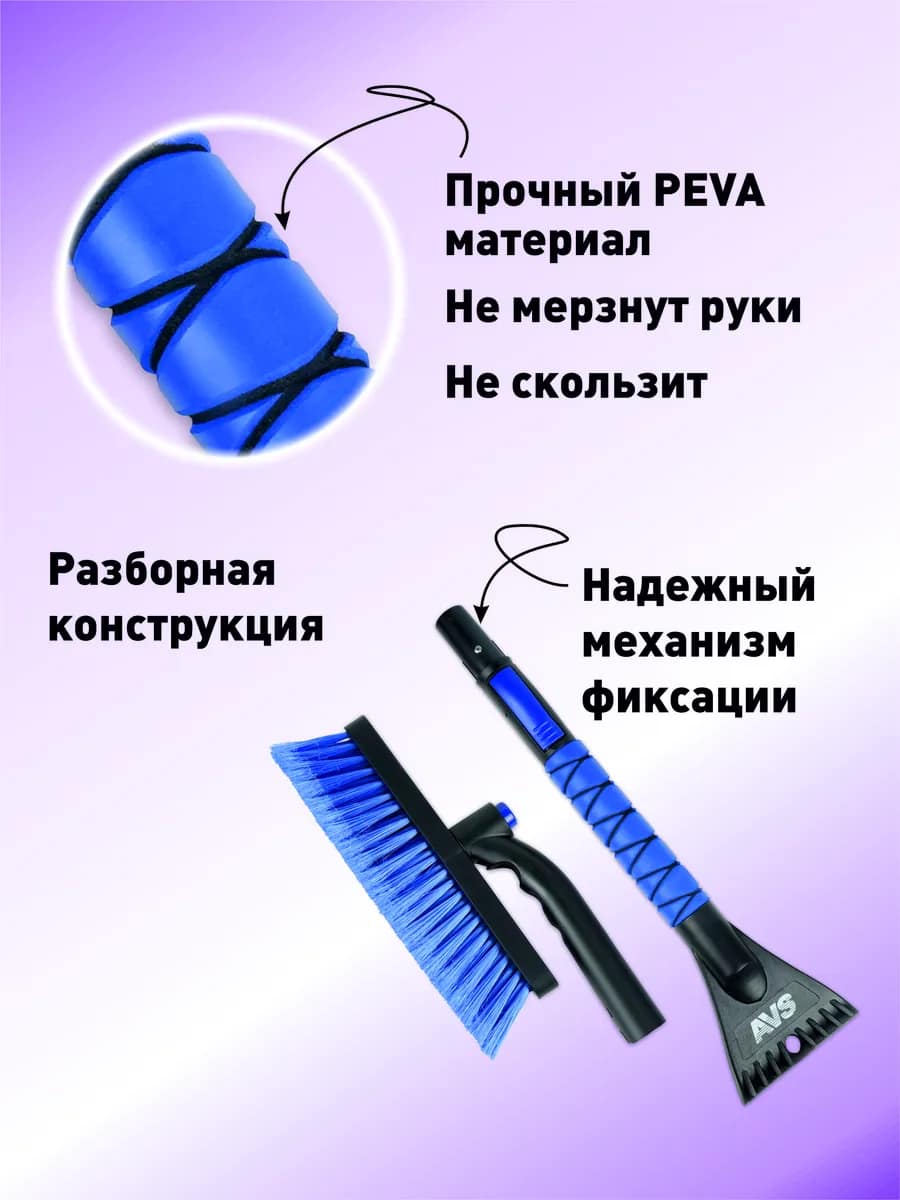 Прочный PEVA
материал
Не мерзнут руки
Не скользит
Разборная
конструкция
Надежный
механизм
фиксации
AVS